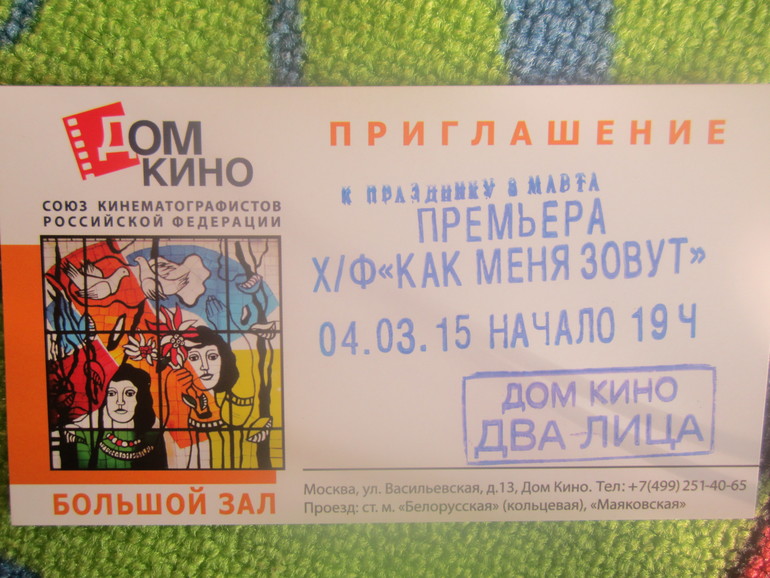 ДОМ
КИНО
СОЮЗ КИНЕМАТОГРАФИСТОВ
РОССИЙСКОЙ ФЕДЕРАЦИИ
БОЛЬШОЙ ЗАЛ
ПРИГЛАШЕНИЕ
К ПРАЗДНИКУ 8 МАРТА
ПРЕМЬЕРА
Х/Ф«КАК МЕНЯ ЗОВУТ»
04.03.15 НАЧАЛО 19 Ч
ДОМ КИНО
ДВА ЛИЦА
Москва, ул. Васильевская, д.13, Дом Кино. Тел: +7(499) 251-40-65
Проезд: ст. м. «Белорусская» (кольцевая), «Маяковская»